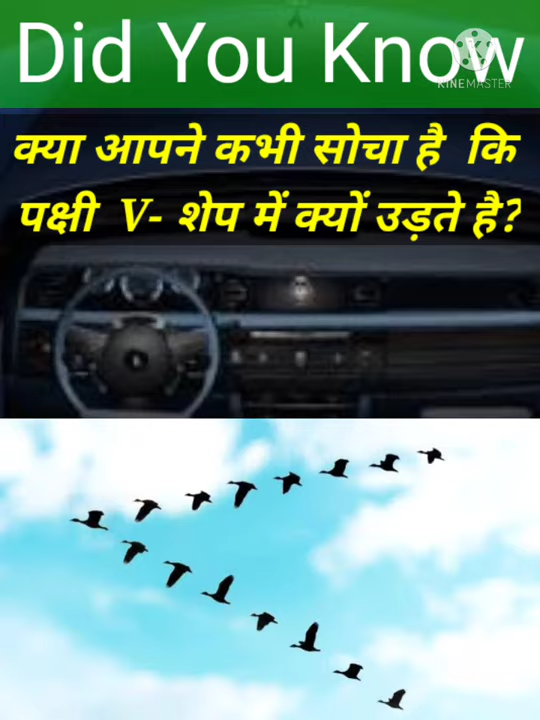 Did You Know
KINEMASTER
क्या आपने कभी सोचा है कि
पक्षी V- शेप में क्यों उड़ते है?